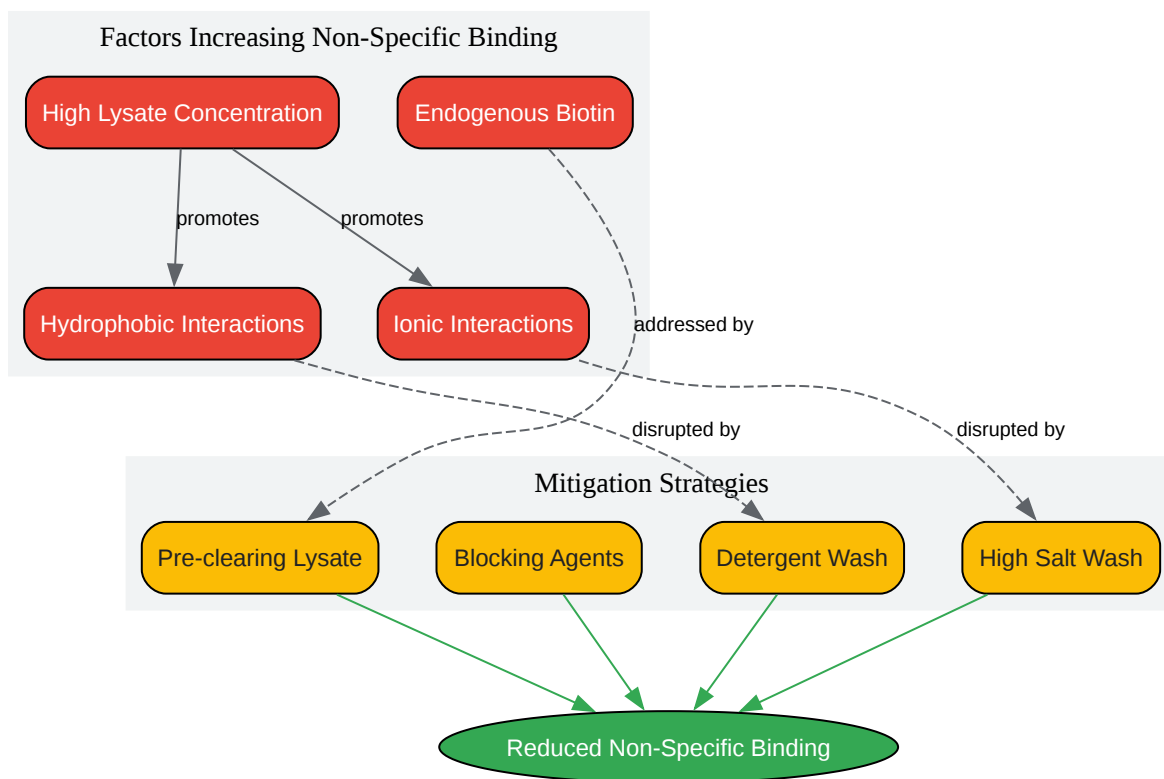 Factors Increasing Non-Specific Binding
High Lysate Concentration
Endogenous Biotin
promotes
promotes
Hydrophobic Interactions
Ionic Interactions
addressed by
disrupted by
disrupted by
Mitigation Strategies
Pre-clearing Lysate
Blocking Agents
Detergent Wash
High Salt Wash
Reduced Non-Specific Binding